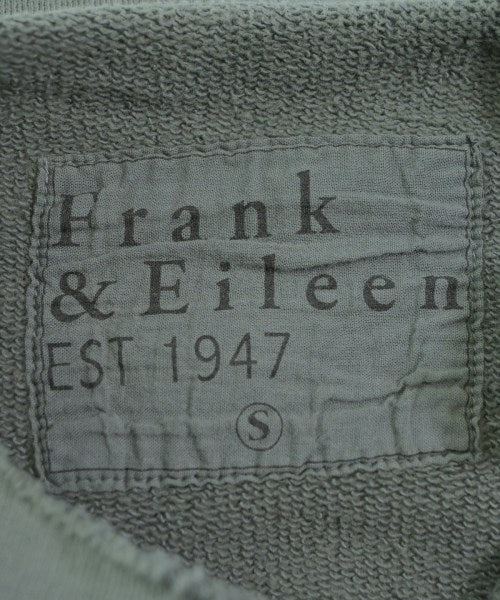 Frank
& Eileen
EST 1947
S